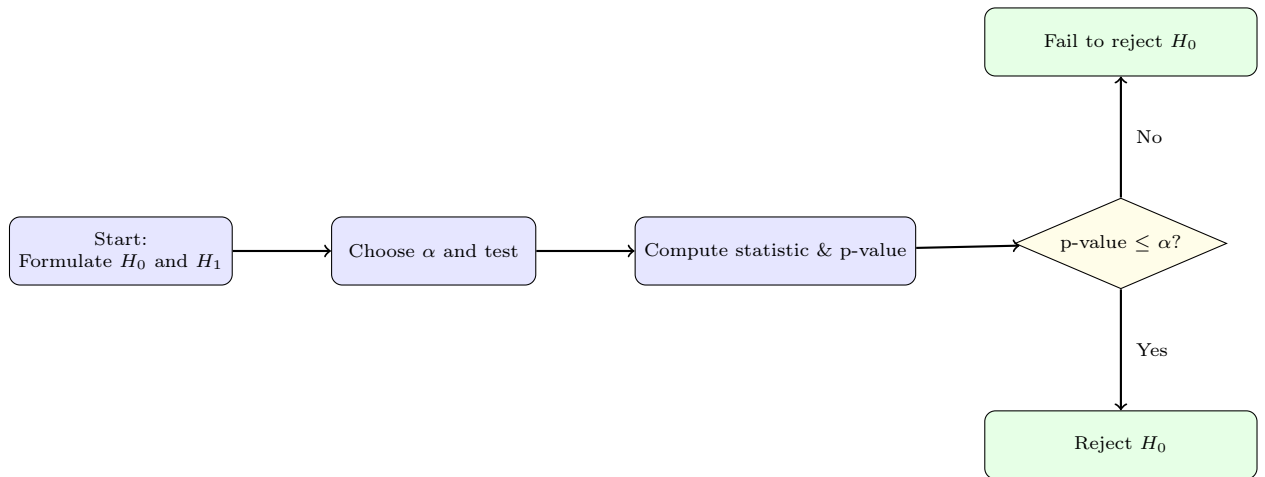 Fail to reject H₀
No
Start:
Formulate H₀ and H₁
Choose α and test
Compute statistic & p-value
p-value ≤ α?
Yes
Reject H₀